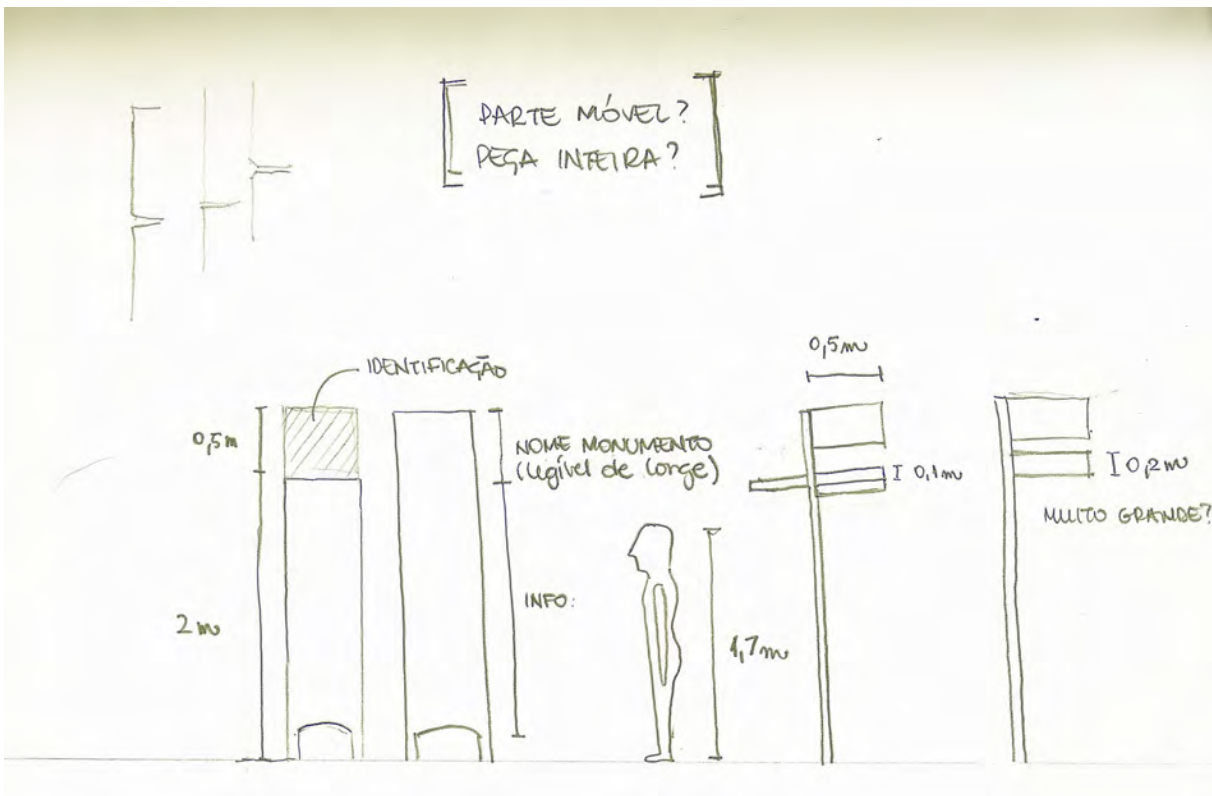 PARTE MÓVEL?
PEÇA INTEIRA?
IDENTIFICAÇÃO
0,5m
2m
NOME MONUMENTO
(legível de longe)
INFO:
1,7m
0,5m
0,1m
0,2m
MUITO GRANDE?